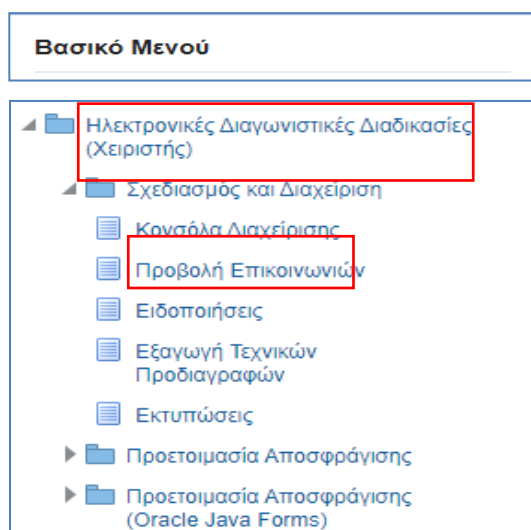 Βασικό Μενού
Ηλεκτρονικές Διαγωνιστικές Διαδικασίες
(Χειριστής)
Σχεδιασμός και Διαχείριση
Κονσόλα Διαχείρισης
Προβολή Επικοινωνιών
Ειδοποιήσεις
Εξαγωγή Τεχνικών
Προδιαγραφών
Εκτυπώσεις
Προετοιμασία Αποσφράγισης
Προετοιμασία Αποσφράγισης
(Oracle Java Forms)